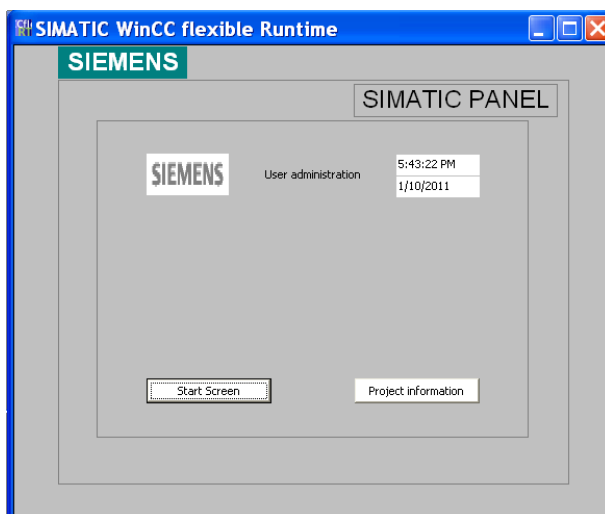 SIMATIC WinCC flexible Runtime
SIEMENS
SIMATIC PANEL
SIEMENS
User administration
5:43:22 PM
1/10/2011
Start Screen
Project information